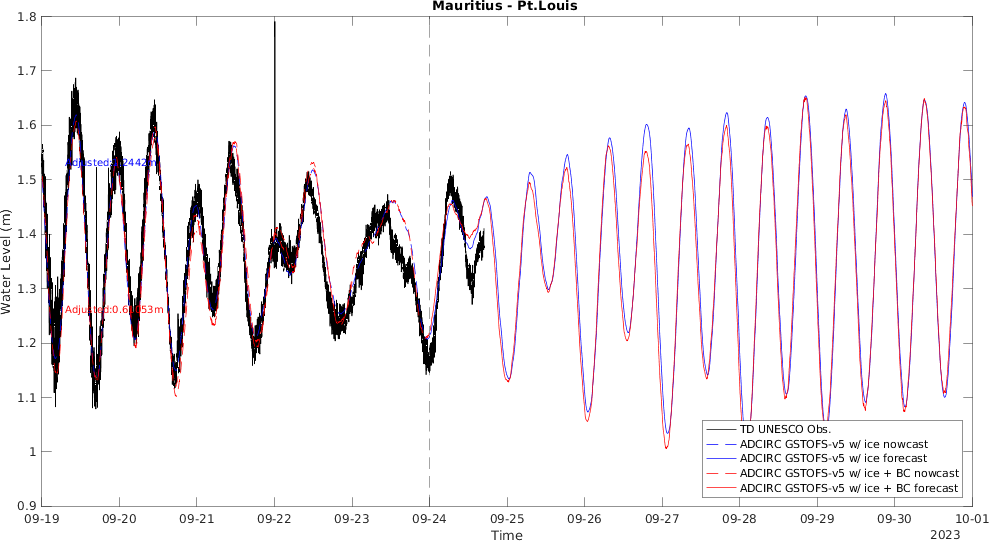 Mauritius - Pt.Louis
Water Level (m)
1.8
1.7
1.6
1.5
1.4
1.3
1.2
1.1
1
0.9
Adjusted:
Adjusted:
TD UNESCO Obs.
ADCIRC GSTOFS-v5 w/ ice nowcast
ADCIRC GSTOFS-v5 w/ ice forecast
ADCIRC GSTOFS-v5 w/ ice + BC nowcast
ADCIRC GSTOFS-v5 w/ ice + BC forecast
09-19 09-20 09-21 09-22 09-23 09-24 09-25 09-26 09-27 09-28 09-29 09-30 10-01
Time
2023